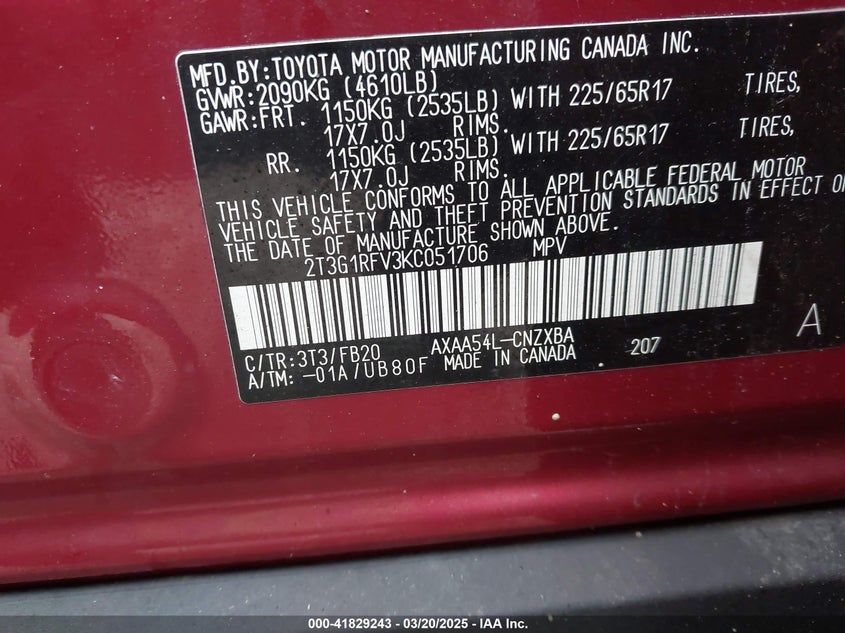 MFD.BY:TOYOTA MOTOR MANUFACTURING CANADA INC.
GVWR:2090KG (4610LB)
GAWR:FRT. 1150KG (2535LB) WITH 225/65R17 TIRES,
17X7.0J RIMS.
RR. 1150KG (2535LB) WITH 225/65R17 TIRES,
17X7.0J RIMS.
THIS VEHICLE CONFORMS TO ALL APPLICABLE FEDERAL MOTOR
VEHICLE SAFETY AND THEFT PREVENTION STANDARDS IN EFFECT
THE DATE OF MANUFACTURE SHOWN ABOVE.
2T3G1RFV3KC051706 MPV
A
C/TR:3T3/FB20 AXAA54L-CNZXBA 207
A/TM:-01A/UB80F MADE IN CANADA
000-41829243 - 03/20/2025 - IAA Inc.